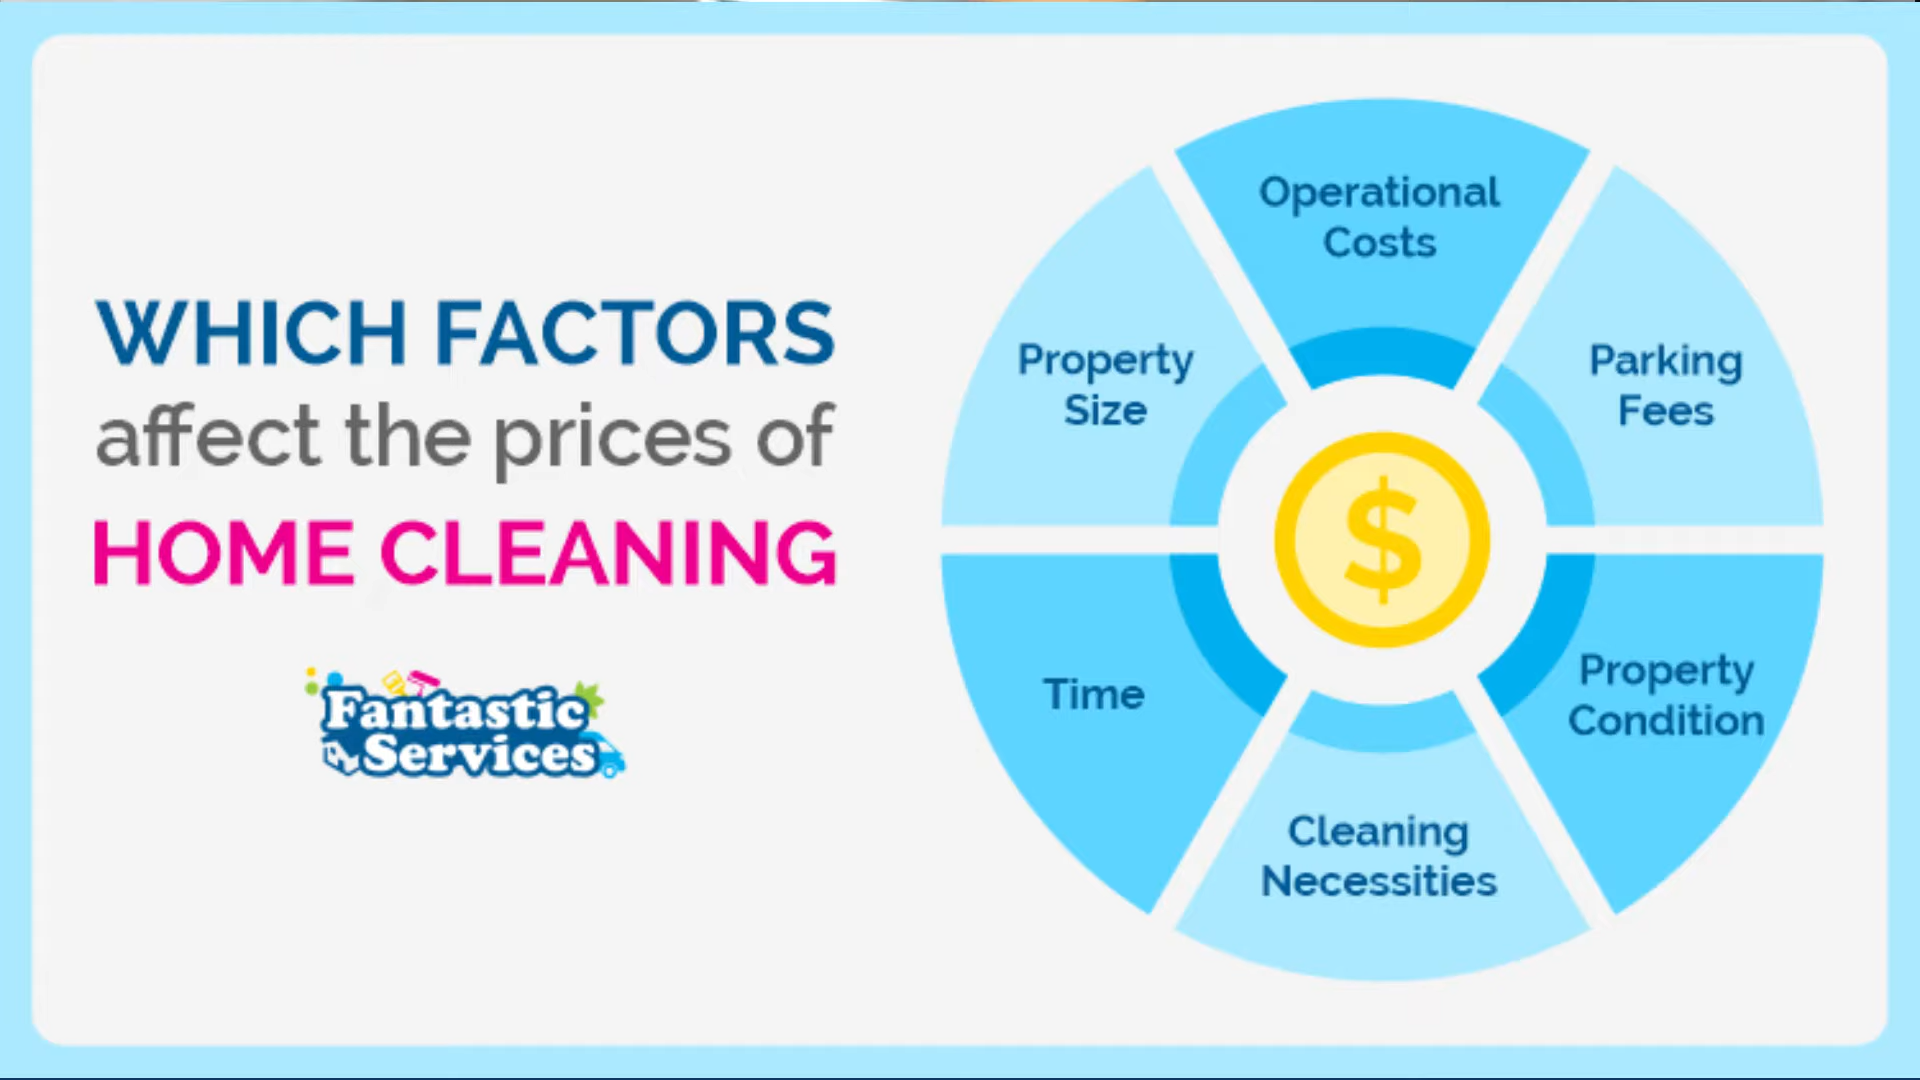 WHICH FACTORS
affect the prices of
HOME CLEANING
Fantastic
Services
Operational
Costs
Parking
Fees
Property
Condition
Cleaning
Necessities
Time
Property
Size
$